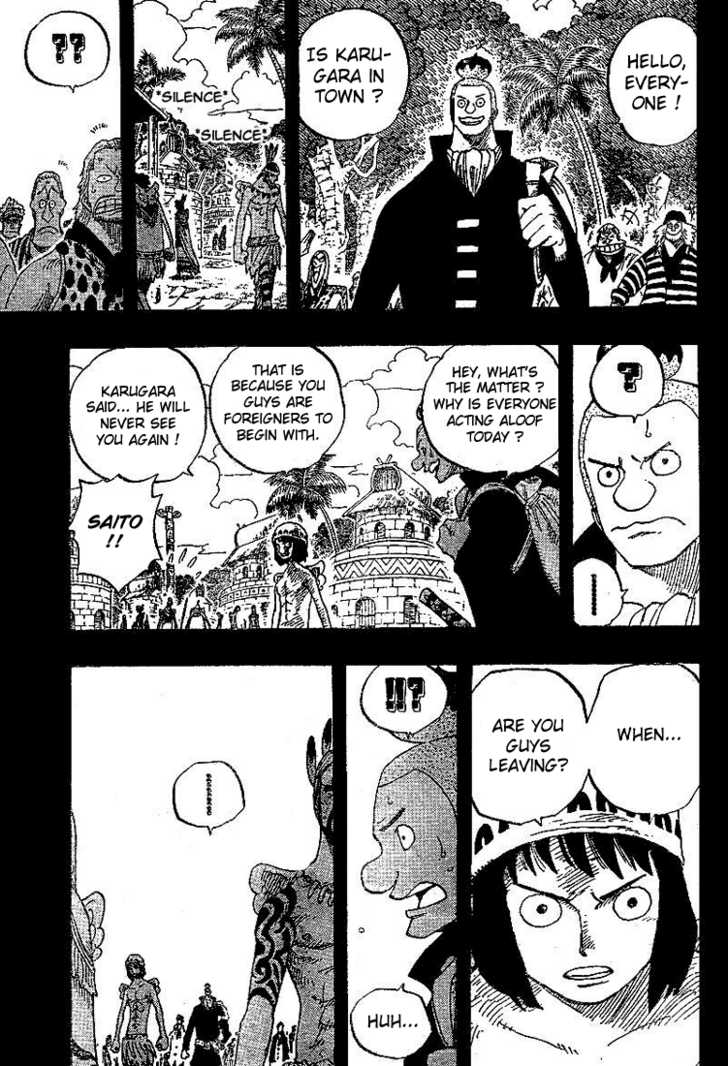 HELLO,
EVERY-
ONE !
IS KARU-
GARA IN
TOWN ?
*SILENCE*
*SILENCE*
??
?
HEY, WHAT'S
THE MATTER ?
WHY IS EVERYONE
ACTING ALOOF
TODAY ?
THAT IS
BECAUSE YOU
GUYS ARE
FOREIGNERS TO
BEGIN WITH.
KARUGARA
SAID... HE WILL
NEVER SEE
YOU AGAIN !
SAITO
!!
WHEN...
ARE YOU
GUYS
LEAVING?
!!?
HUH...